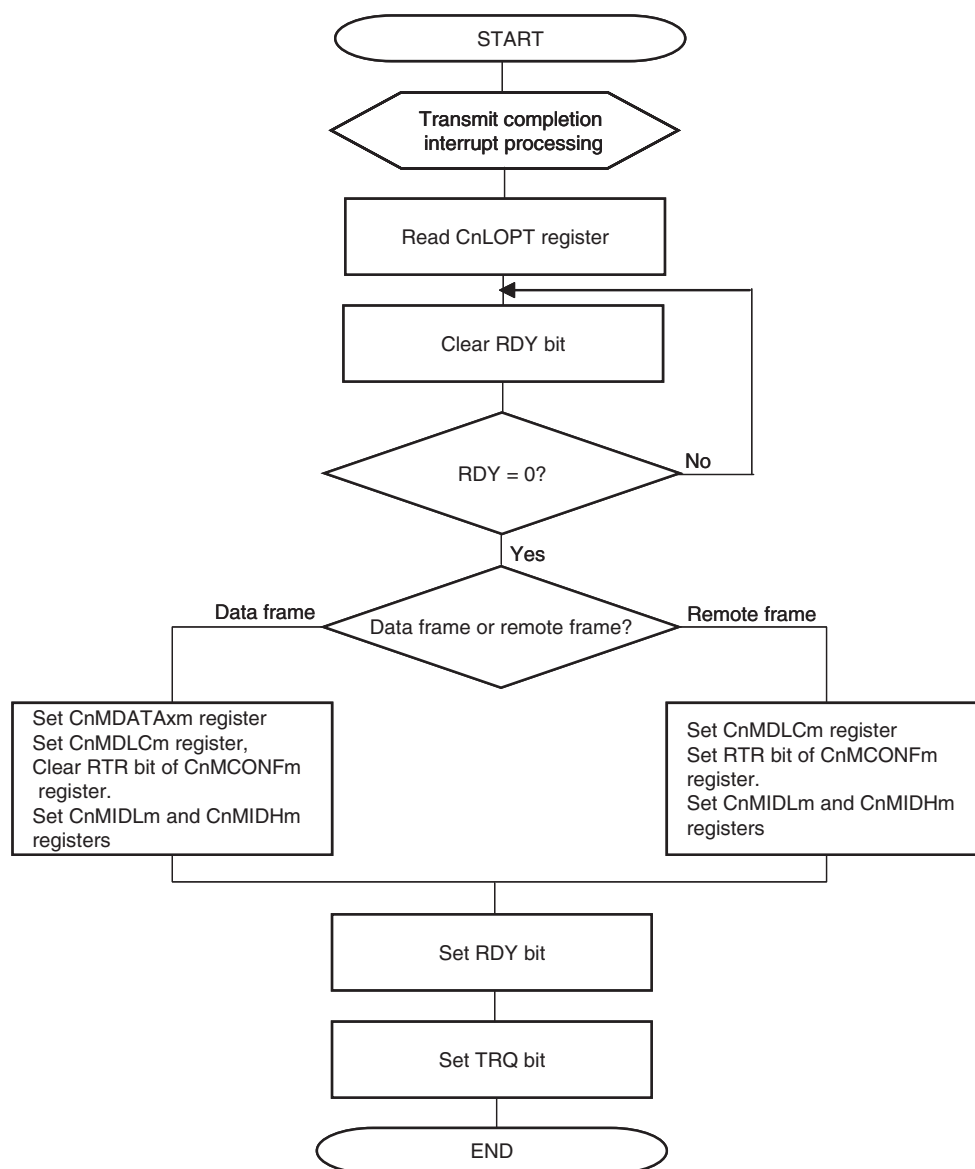 START
Transmit completion
interrupt processing
Read CnLOPT register
Clear RDY bit
RDY = 0?
No
Yes
Data frame
Data frame or remote frame?
Remote frame
Set CnMDATAxm register
Set CnMDLCm register,
Clear RTR bit of CnMCONFm
register.
Set CnMIDLm and CnMIDHm
registers
Set CnMDLCm register
Set RTR bit of CnMCONFm
register.
Set CnMIDLm and CnMIDHm
registers
Set RDY bit
Set TRQ bit
END